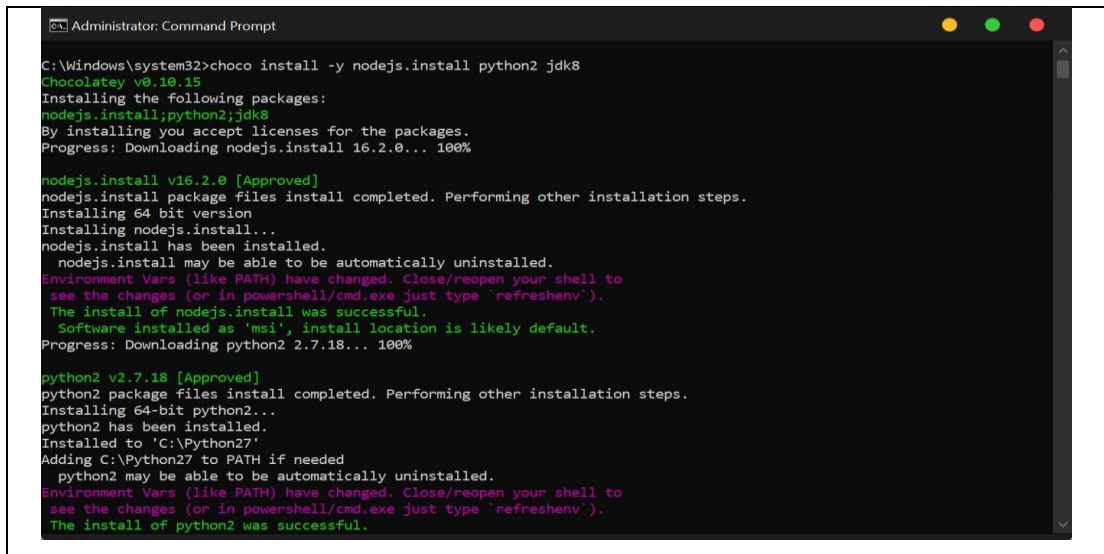 Administrator: Command Prompt
C:\Windows\system32>choco install -y nodejs.install python2 jdk8
Chocolatey v0.10.15
Installing the following packages:
nodejs.install;python2;jdk8
By installing you accept licenses for the packages.
Progress: Downloading nodejs.install 16.2.0... 100%
nodejs.install v16.2.0 [Approved]
nodejs.install package files install completed. Performing other installation steps.
Installing 64 bit version
Installing nodejs.install...
nodejs.install has been installed.
nodejs.install may be able to be automatically uninstalled.
Environment Vars (like PATH) have changed. Close/reopen your shell to
see the changes (or in powershell/cmd.exe just type `refreshenv`).
The install of nodejs.install was successful.
Software installed as 'msi', install location is likely default.
Progress: Downloading python2 2.7.18... 100%
python2 v2.7.18 [Approved]
python2 package files install completed. Performing other installation steps.
Installing 64-bit python2...
python2 has been installed.
Installed to 'C:\Python27'
Adding C:\Python27 to PATH if needed
python2 may be able to be automatically uninstalled.
Environment Vars (like PATH) have changed. Close/reopen your shell to
see the changes (or in powershell/cmd.exe just type `refreshenv`).
The install of python2 was successful.